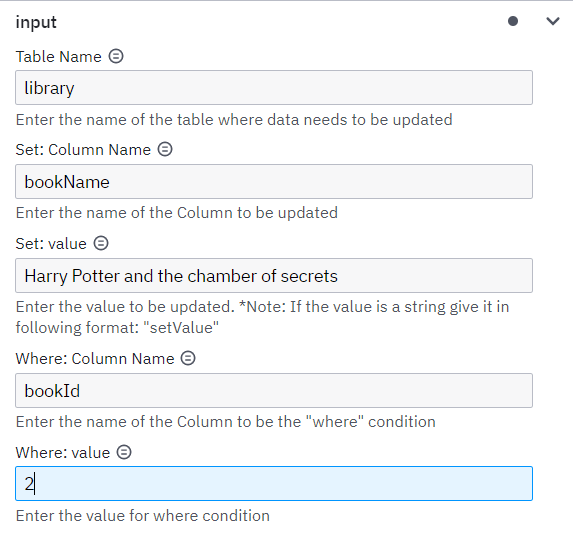 input
Table Name
library
Enter the name of the table where data needs to be updated
Set: Column Name
bookName
Enter the name of the Column to be updated
Set: value
Harry Potter and the chamber of secrets
Enter the value to be updated. *Note: If the value is a string give it in
following format: "setValue"
Where: Column Name
bookId
Enter the name of the Column to be the "where" condition
Where: value
2
Enter the value for where condition